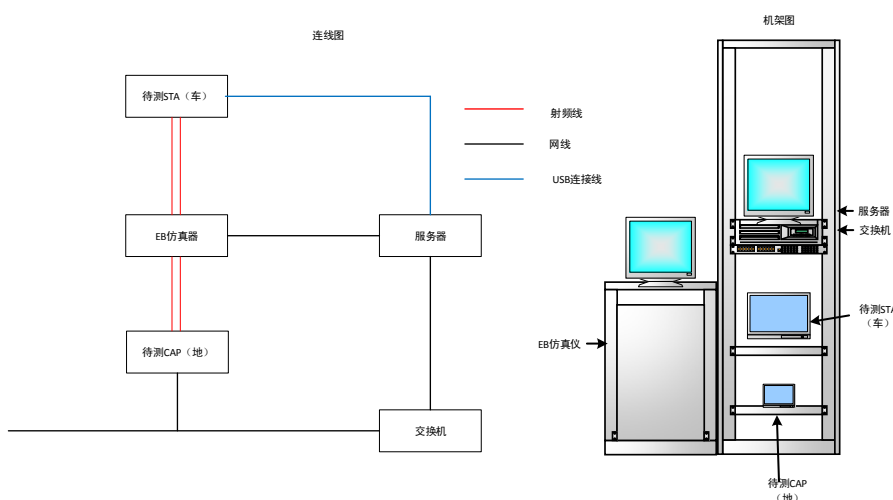 连线图
待测STA（车）
射频线
网线
USB连接线
EB仿真器
服务器
待测CAP（地）
交换机
机架图
服务器
交换机
待测STA
（车）
EB仿真仪
待测CAP
（地）